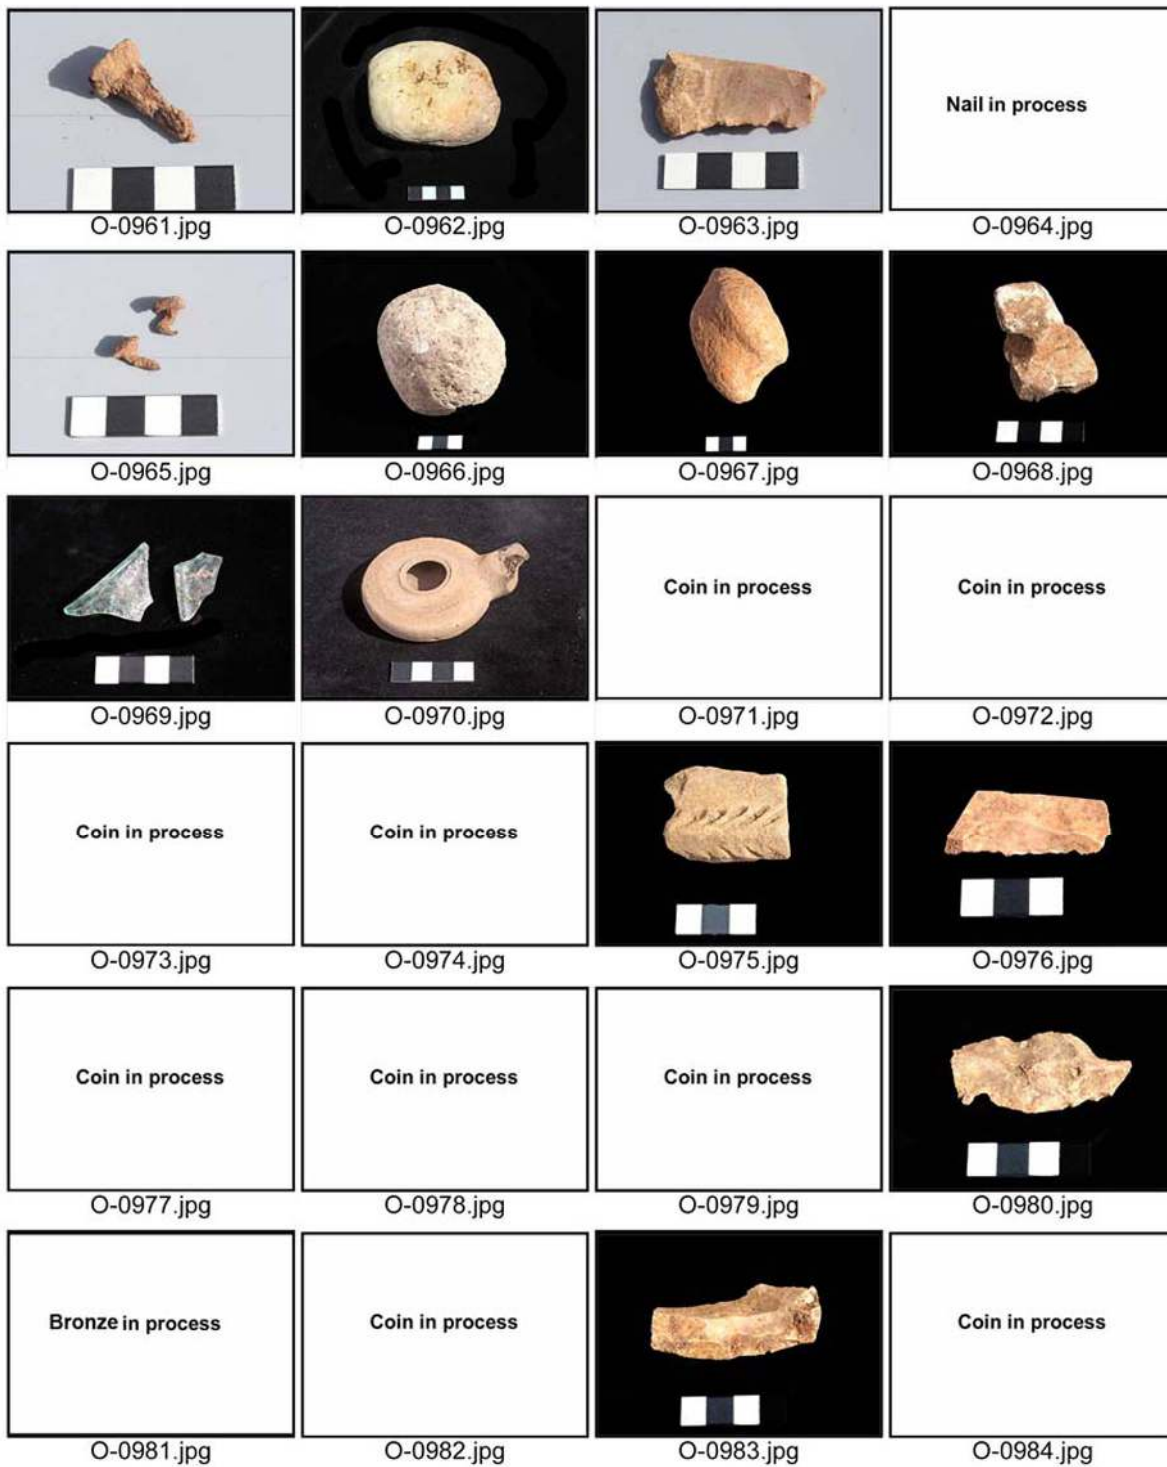 Nail in process
O-0961.jpg
O-0962.jpg
O-0963.jpg
O-0964.jpg
O-0965.jpg
O-0966.jpg
O-0967.jpg
O-0968.jpg
Coin in process
Coin in process
O-0969.jpg
O-0970.jpg
O-0971.jpg
O-0972.jpg
Coin in process
Coin in process
O-0973.jpg
O-0974.jpg
O-0975.jpg
O-0976.jpg
Coin in process
Coin in process
Coin in process
O-0977.jpg
O-0978.jpg
O-0979.jpg
O-0980.jpg
Bronze in process
Coin in process
Coin in process
O-0981.jpg
O-0982.jpg
O-0983.jpg
O-0984.jpg